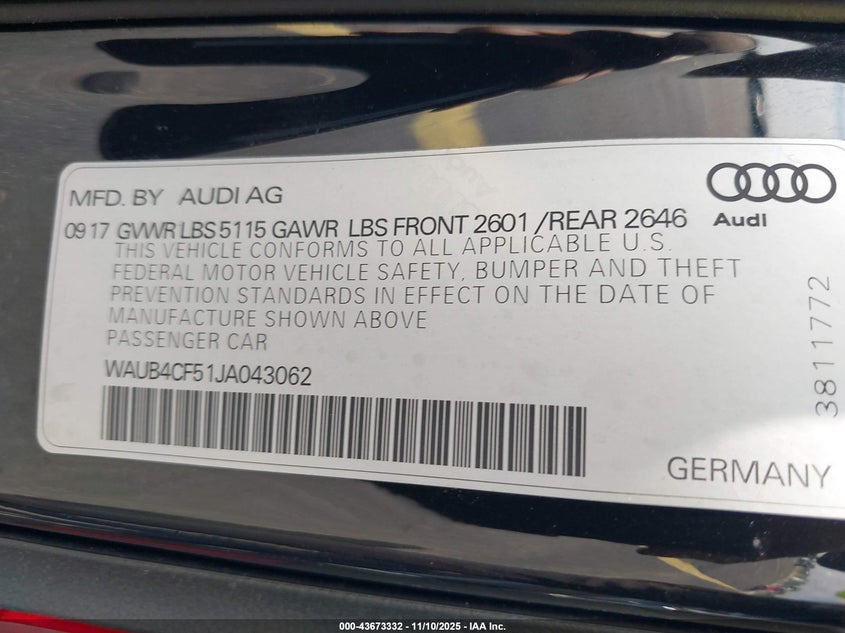 MFD. BY AUDI AG
Audi
09 17 GVWR LBS 5115 GAWR LBS FRONT 2601 /REAR 2646
THIS VEHICLE CONFORMS TO ALL APPLICABLE U.S.
FEDERAL MOTOR VEHICLE SAFETY, BUMPER AND THEFT
PREVENTION STANDARDS IN EFFECT ON THE DATE OF
MANUFACTURE SHOWN ABOVE
PASSENGER CAR
WAUB4CF51JA043062
3811772
GERMANY
000-43673332 — 11/10/2025 — IAA Inc.